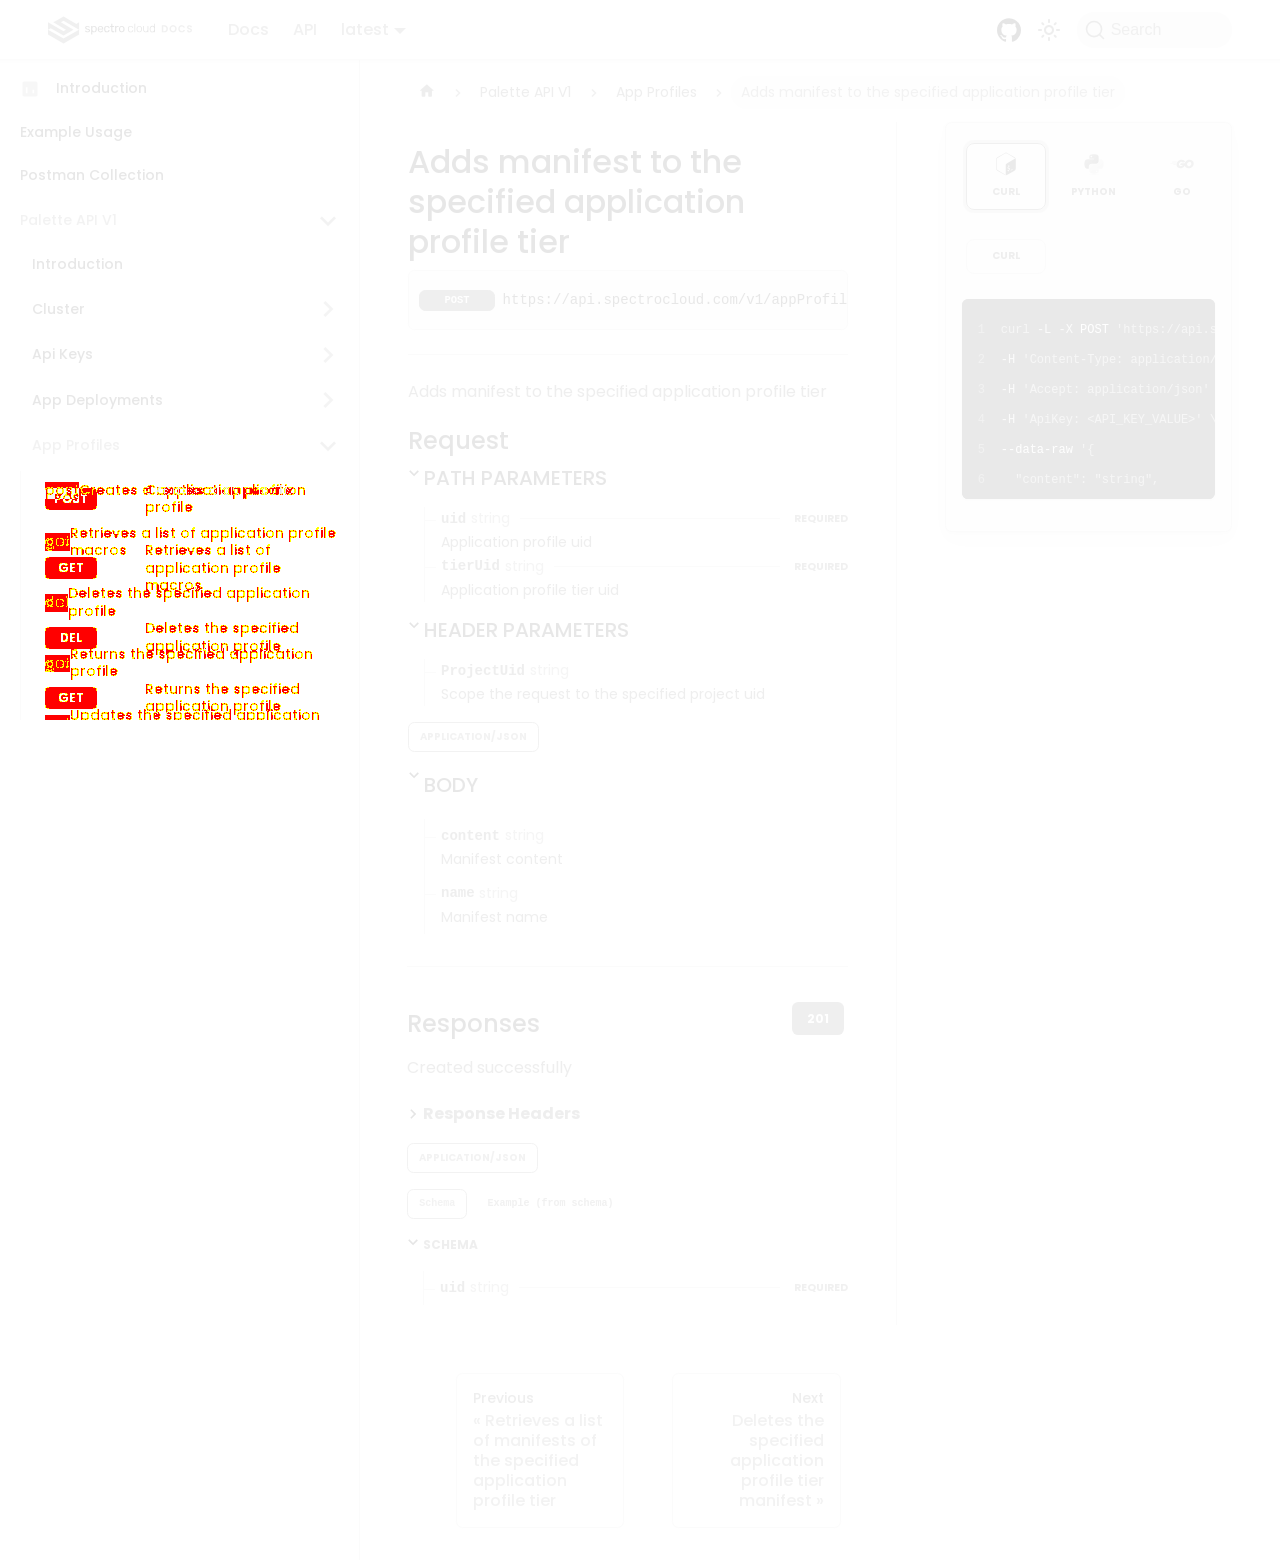 spectro cloud DOCS
Docs
API
latest
Search
Introduction
Example Usage
Postman Collection
Palette API V1
Introduction
Cluster
Api Keys
App Deployments
App Profiles
POST
profile
Retrieves a list of application profile
macros
GET
Retrieves a list of
application profile
macros
Deletes the specified application
profile
DEL
Deletes the specified
application profile
Returns the specified application
profile
GET
Returns the specified
application profile
Updates the specified application
Palette API V1
App Profiles
Adds manifest to the specified application profile tier
Adds manifest to the
specified application
profile tier
POST https://api.spectrocloud.com/v1/appProfil
Adds manifest to the specified application profile tier
Request
PATH PARAMETERS
uid string REQUIRED
Application profile uid
tierUid string REQUIRED
Application profile tier uid
HEADER PARAMETERS
ProjectUid string
Scope the request to the specified project uid
APPLICATION/JSON
BODY
content string
Manifest content
name string
Manifest name
Responses
201
Created successfully
Response Headers
APPLICATION/JSON
Schema Example (from schema)
SCHEMA
uid string REQUIRED
Previous
« Retrieves a list
of manifests of
the specified
application
profile tier
Next
Deletes the
specified
application
profile tier
manifest »
CURL PYTHON GO
CURL
1 curl -L -X POST 'https://api.s
2 -H 'Content-Type: application/
3 -H 'Accept: application/json'
4 -H 'ApiKey: <API_KEY_VALUE>' \
5 --data-raw '{
6 "content": "string",